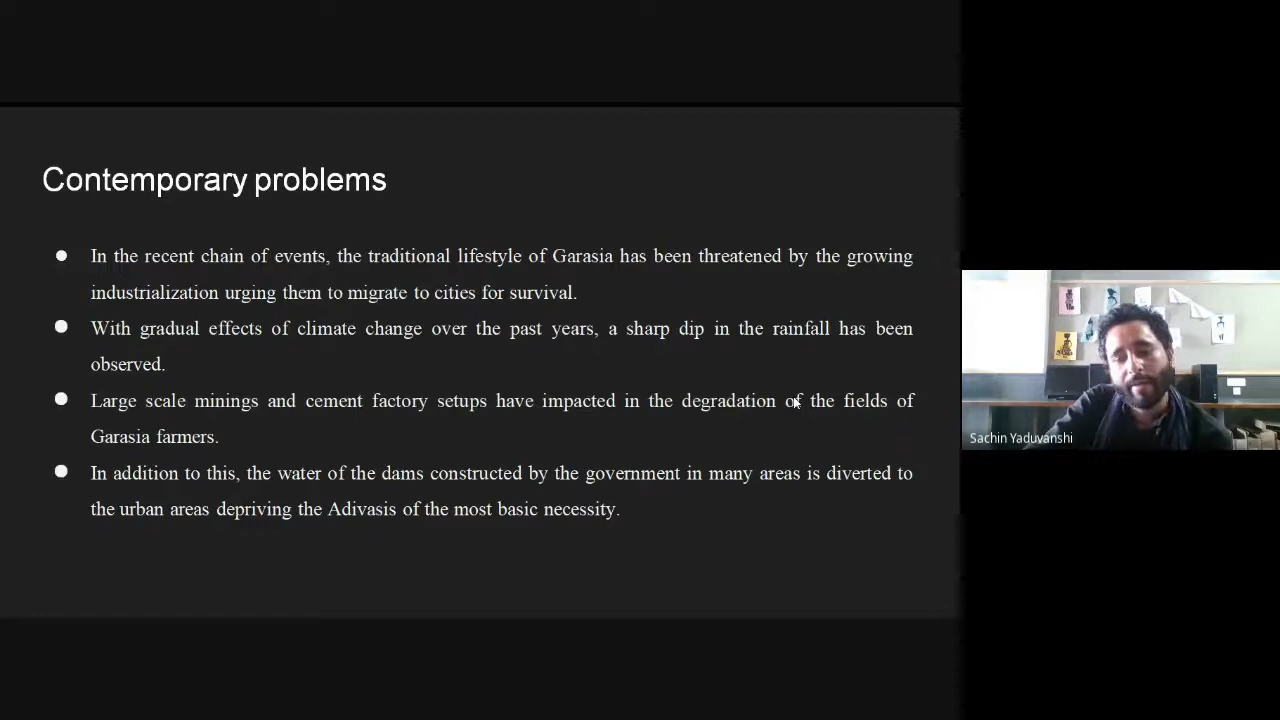 Contemporary problems
● In the recent chain of events, the traditional lifestyle of Garasia has been threatened by the growing
industrialization urging them to migrate to cities for survival.
● With gradual effects of climate change over the past years, a sharp dip in the rainfall has been
observed.
● Large scale minings and cement factory setups have impacted in the degradation of the fields of
Garasia farmers.
● In addition to this, the water of the dams constructed by the government in many areas is diverted to
the urban areas depriving the Adivasis of the most basic necessity.
Sachin Yaduvanshi